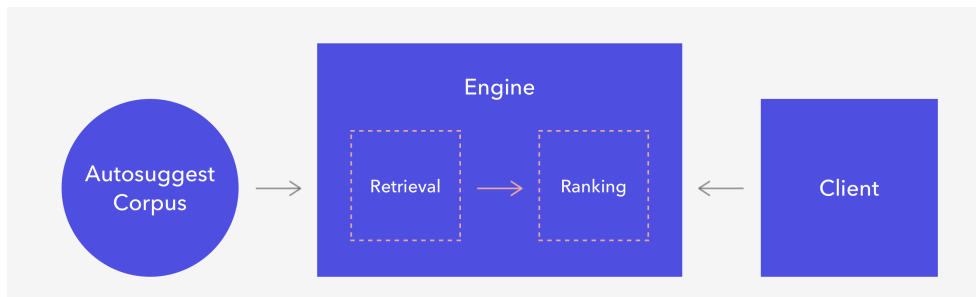 Engine
Autosuggest
Corpus
Retrieval
Ranking
Client